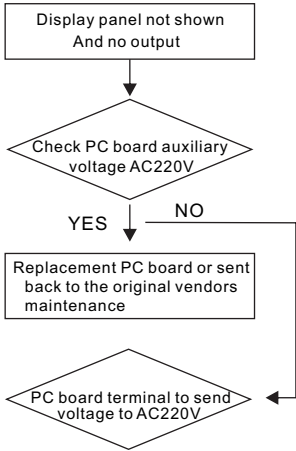 Display panel not shown
And no output
Check PC board auxiliary
voltage AC220V
YES
NO
Replacement PC board or sent
back to the original vendors
maintenance
PC board terminal to send
voltage to AC220V